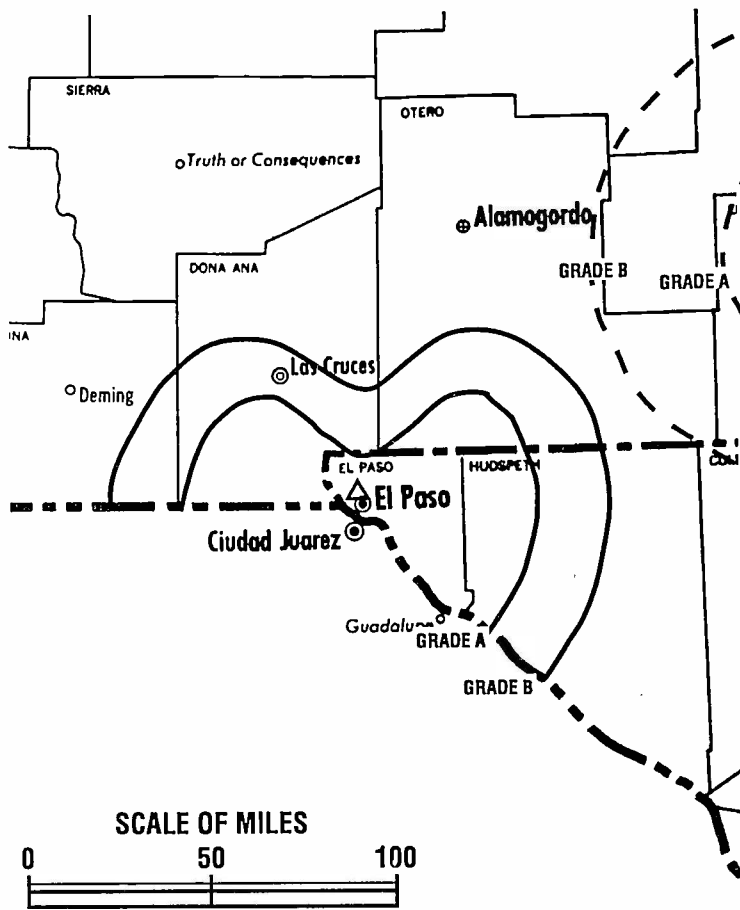 SIERRA
OTERO
Truth or Consequences
Alamogordo
DONA ANA
GRADE B
GRADE A
Las Cruces
Deming
EL PASO
HUDSPETH
El Paso
Ciudad Juarez
GRADE A
GRADE B
SCALE OF MILES
0 50 100